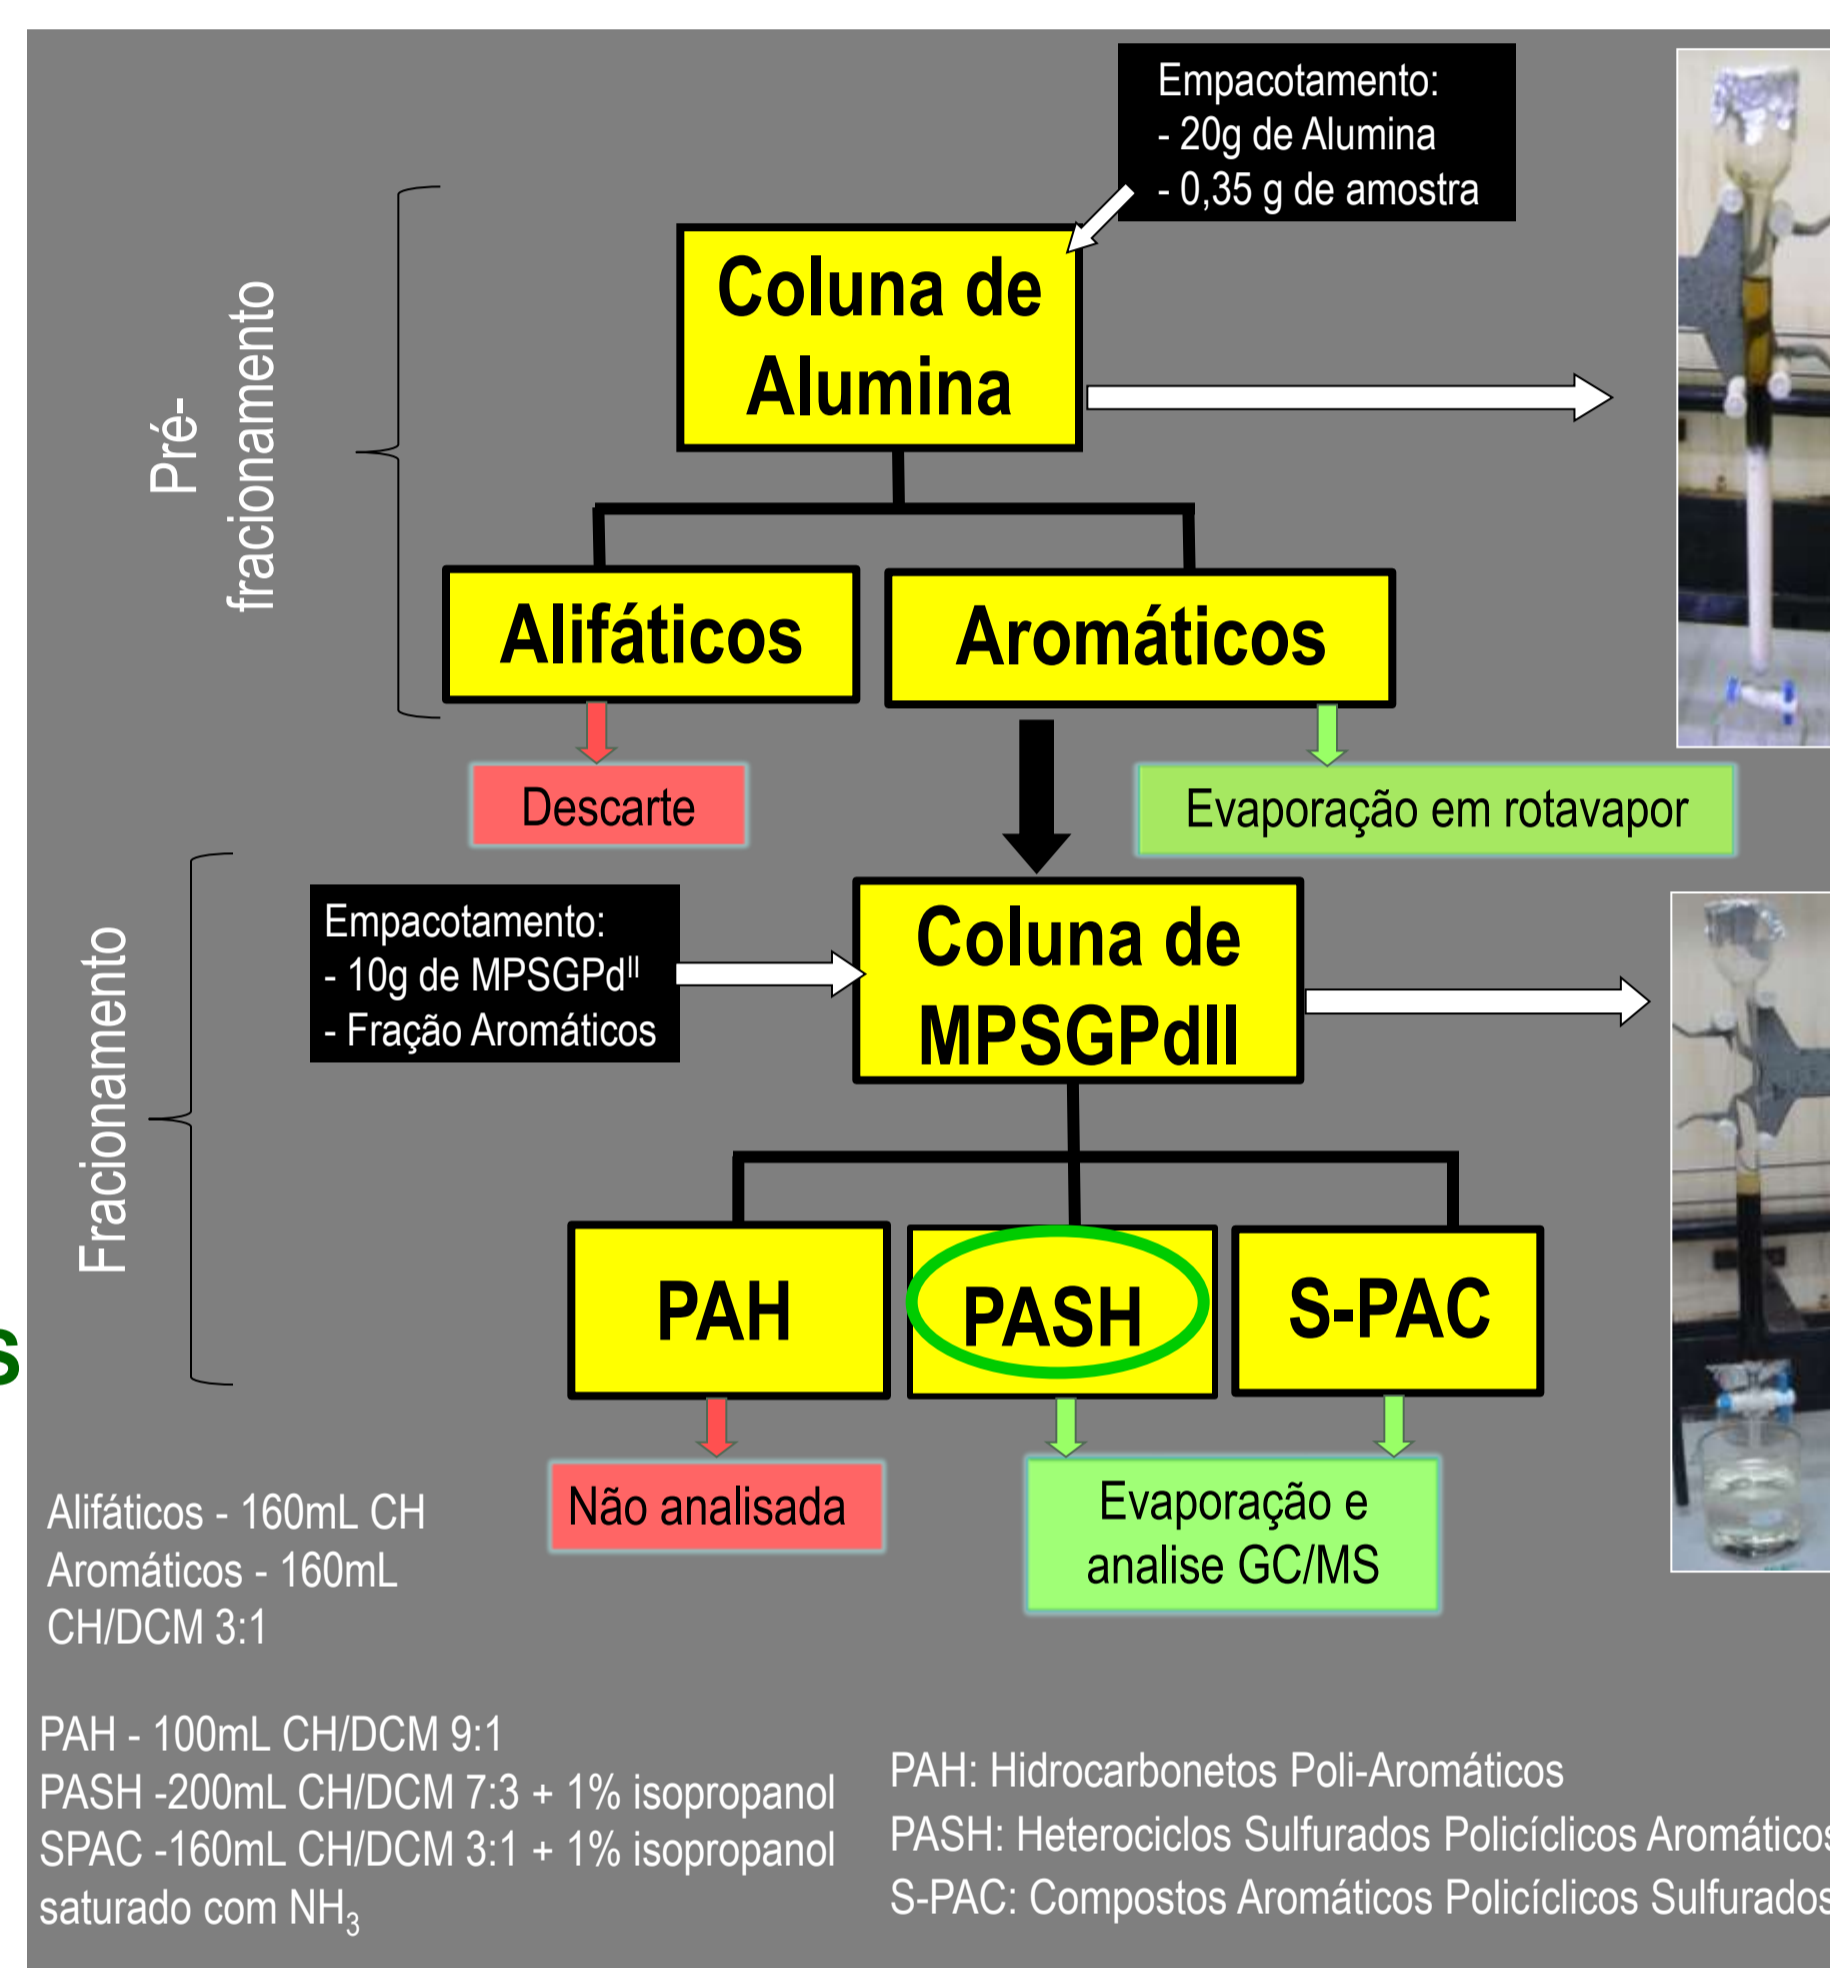 Empacotamento:
- 20g de Alumina
- 0,35 g de amostra
Coluna de
Alumina
Pré-
fracionamento
Alifáticos
Aromáticos
Descarte
Evaporação em rotavapor
Empacotamento:
- 10g de MPSGPdᴵᴵ
- Fração Aromáticos
Coluna de
MPSGPdII
Fracionamento
PAH
PASH
S-PAC
s
Não analisada
Evaporação e
analise GC/MS
Alifáticos - 160mL CH
Aromáticos - 160mL
CH/DCM 3:1
PAH - 100mL CH/DCM 9:1
PASH -200mL CH/DCM 7:3 + 1% isopropanol
SPAC -160mL CH/DCM 3:1 + 1% isopropanol
saturado com NH₃
PAH: Hidrocarbonetos Poli-Aromáticos
PASH: Heterociclos Sulfurados Policíclicos Aromáticos
S-PAC: Compostos Aromáticos Policíclicos Sulfurados